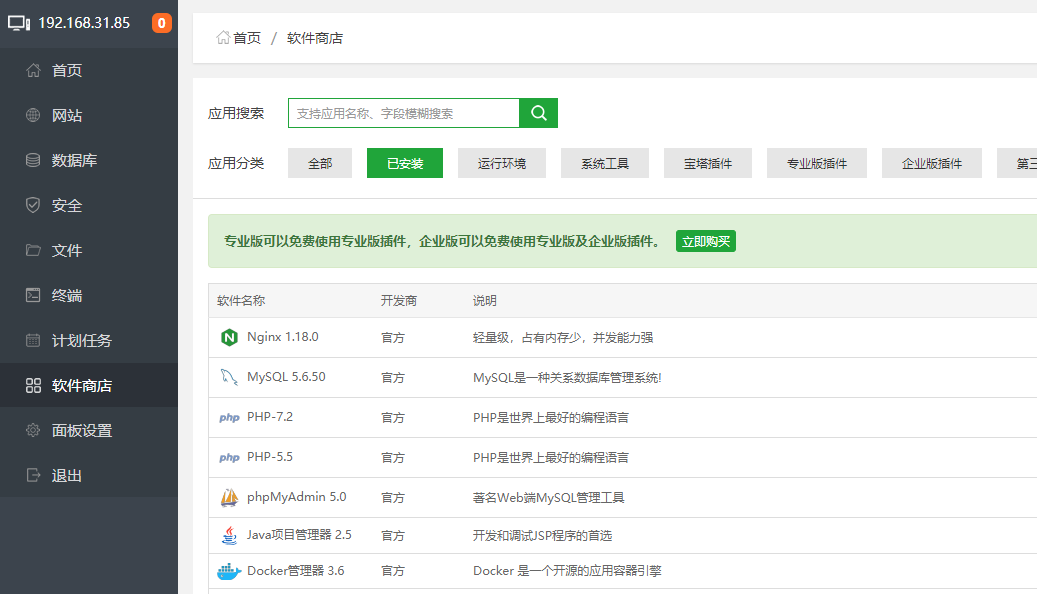 192.168.31.85 0
首页
网站
数据库
安全
文件
终端
计划任务
软件商店
面板设置
退出
首页 / 软件商店
应用搜索 支持应用名称、字段模糊搜索
应用分类 全部 已安装 运行环境 系统工具 宝塔插件 专业版插件 企业版插件 第三
专业版可以免费使用专业版插件，企业版可以免费使用专业版及企业版插件。 立即购买
软件名称 开发商 说明
Nginx 1.18.0 官方 轻量级，占有内存少，并发能力强
MySQL 5.6.50 官方 MySQL是一种关系数据库管理系统!
php PHP-7.2 官方 PHP是世界上最好的编程语言
php PHP-5.5 官方 PHP是世界上最好的编程语言
phpMyAdmin 5.0 官方 著名Web端MySQL管理工具
Java项目管理器 2.5 官方 开发和调试JSP程序的首选
Docker管理器 3.6 官方 Docker 是一个开源的应用容器引擎